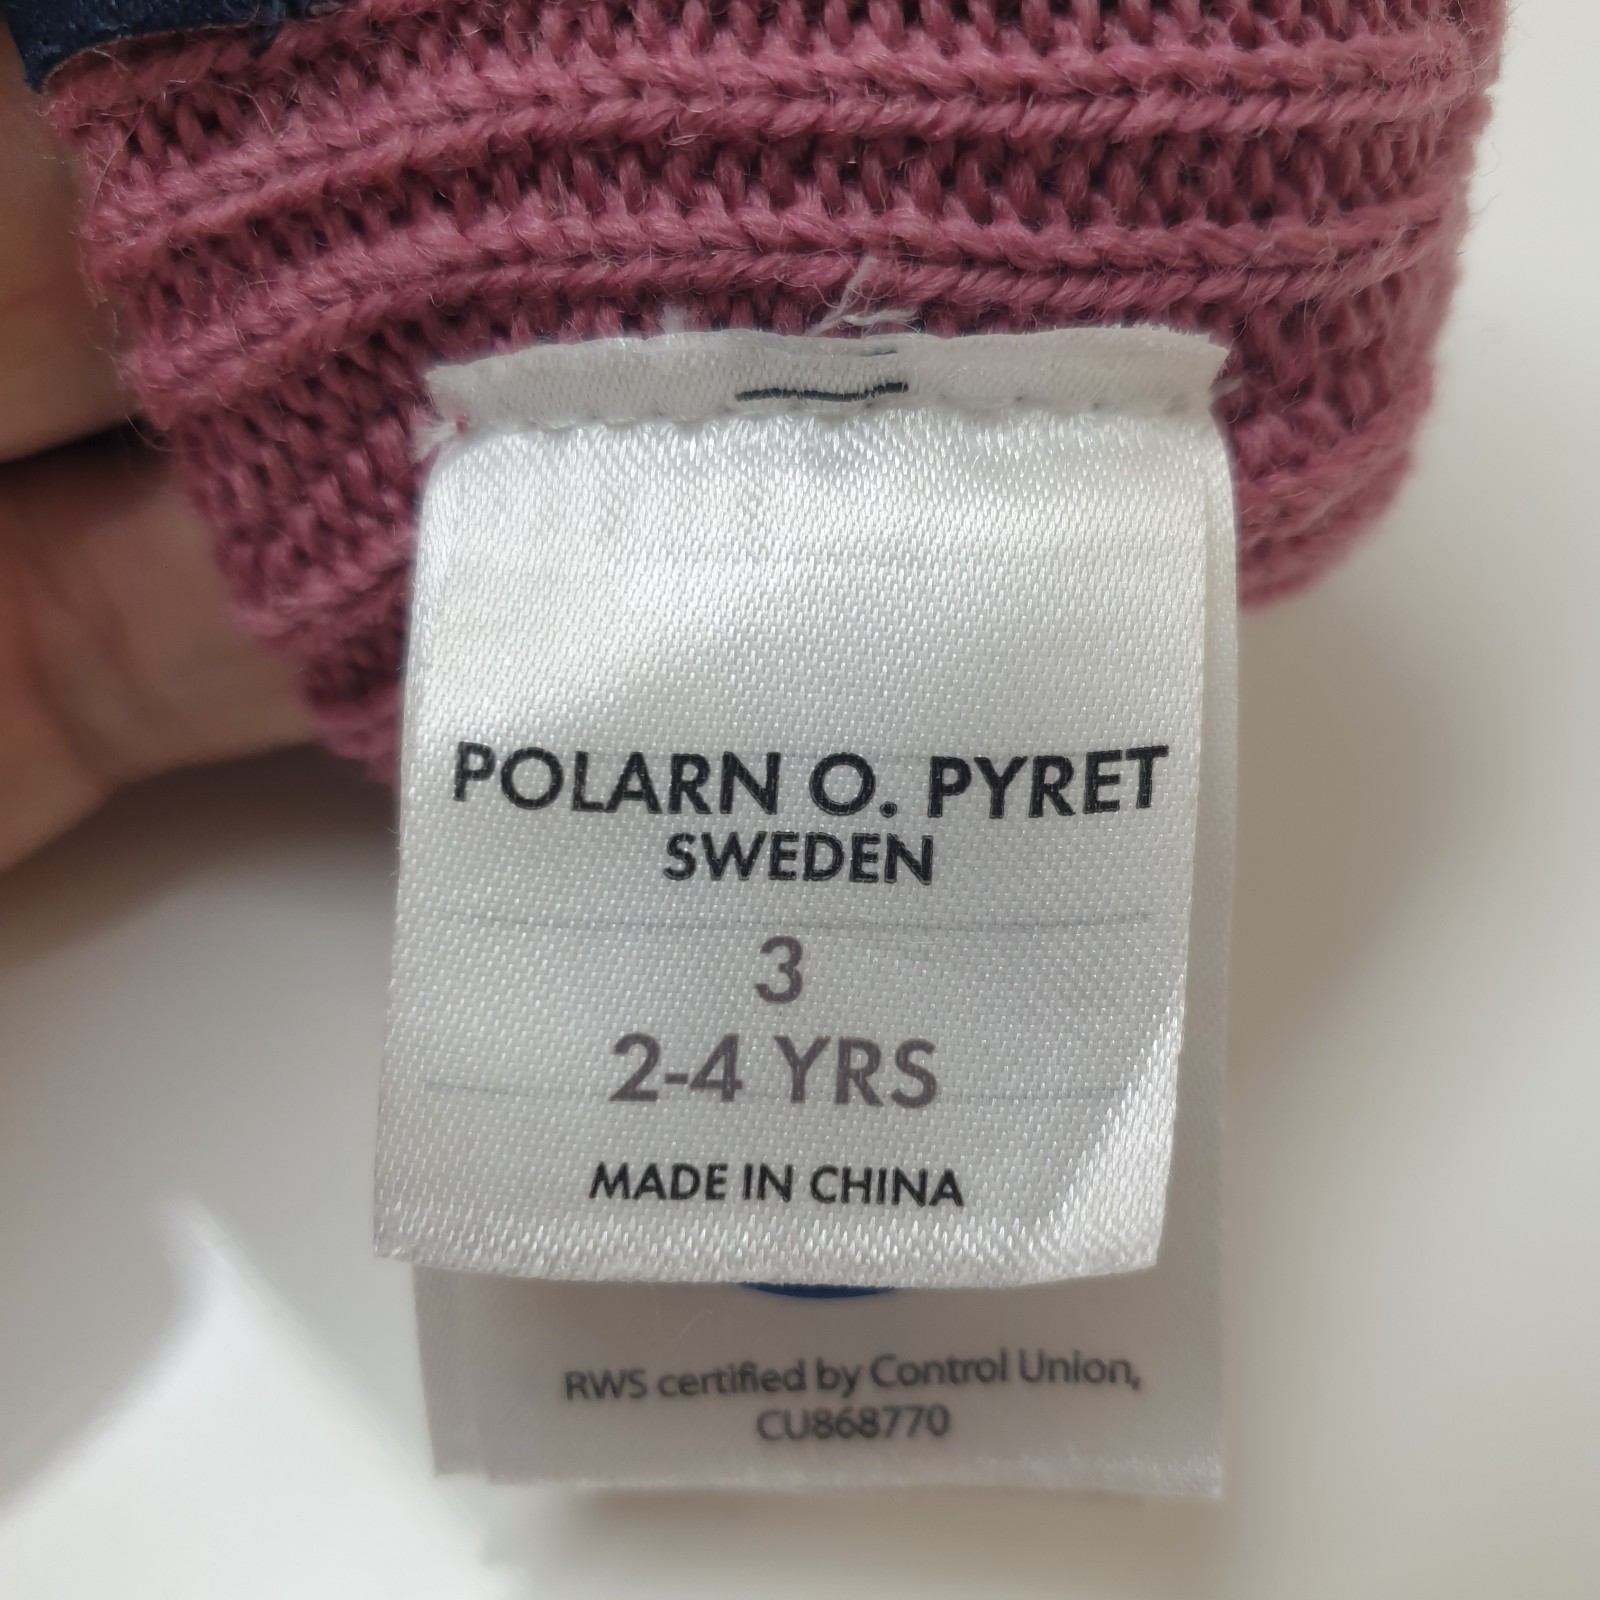 POLARN O. PYRET
SWEDEN
3
2-4 YRS
MADE IN CHINA
RWS certified by Control Union,
CU868770